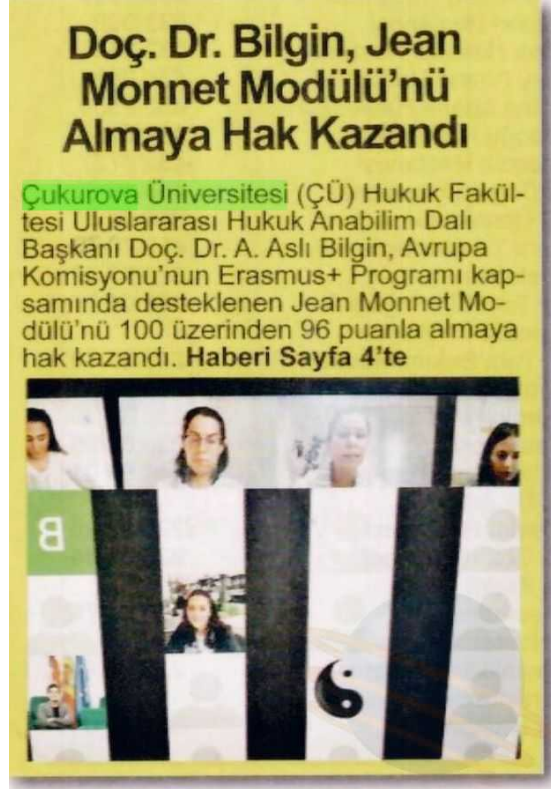 Doç. Dr. Bilgin, Jean
Monnet Modülü’nü
Almaya Hak Kazandı
Çukurova Üniversitesi (ÇÜ) Hukuk Fakül-
tesi Uluslararası Hukuk Anabilim Dalı
Başkanı Doç. Dr. A. Aslı Bilgin, Avrupa
Komisyonu’nun Erasmus+ Programı kap-
samında desteklenen Jean Monnet Mo-
dülü’nü 100 üzerinden 96 puanla almaya
hak kazandı. Haberi Sayfa 4’te
B